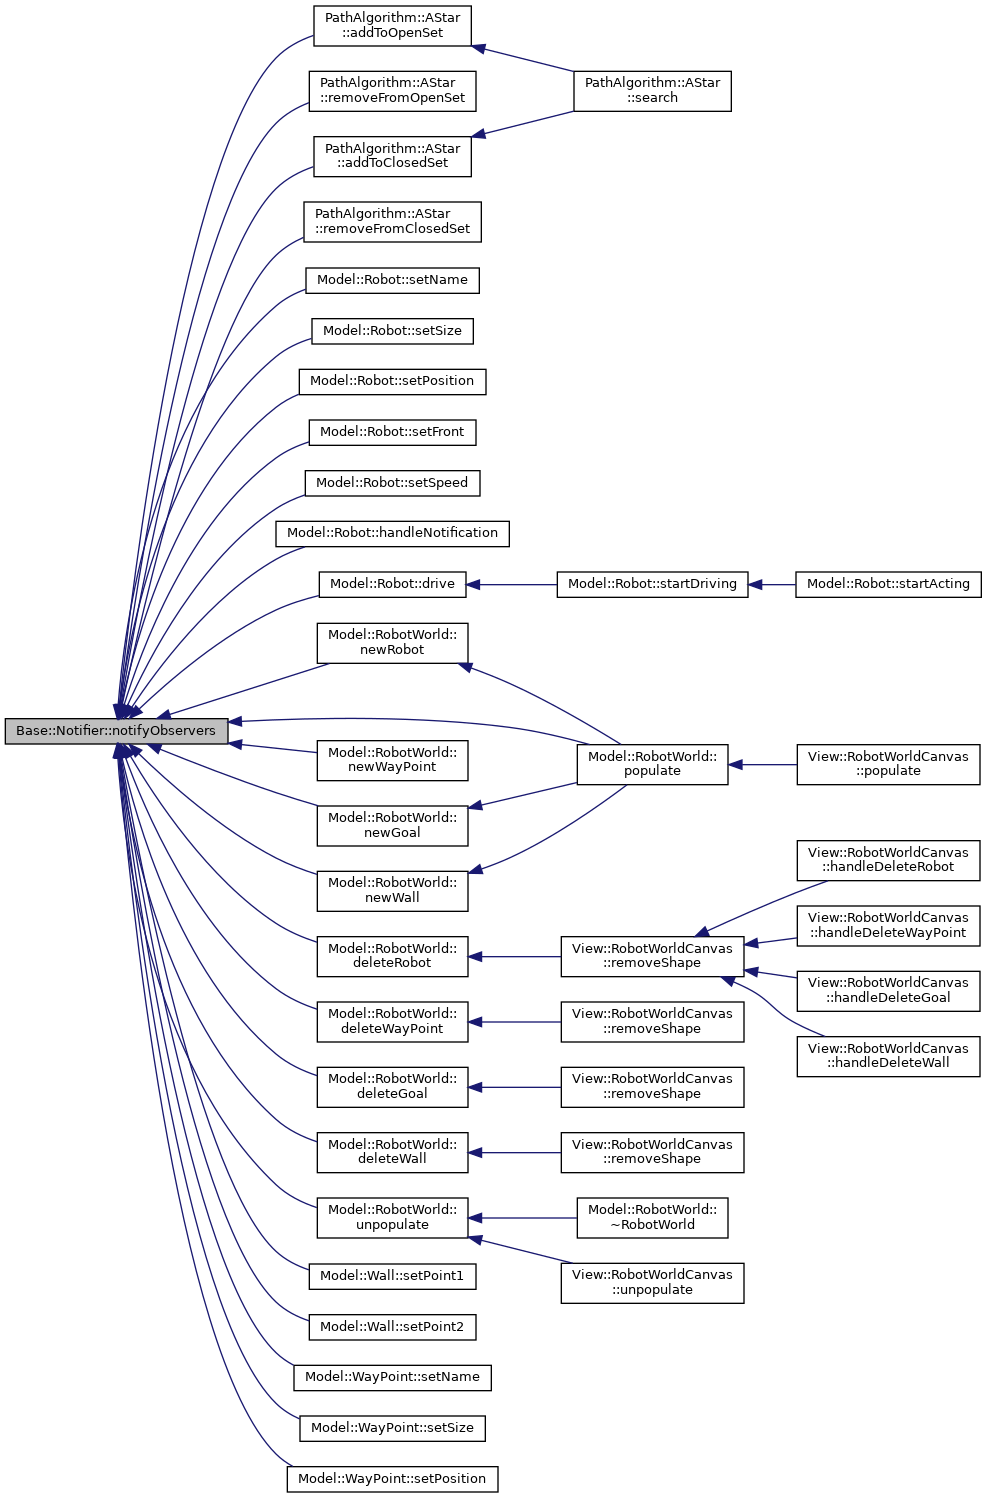 PathAlgorithm::AStar
::addToOpenSet
PathAlgorithm::AStar
::removeFromOpenSet
PathAlgorithm::AStar
::search
PathAlgorithm::AStar
::addToClosedSet
PathAlgorithm::AStar
::removeFromClosedSet
Model::Robot::setName
Model::Robot::setSize
Model::Robot::setPosition
Model::Robot::setFront
Model::Robot::setSpeed
Model::Robot::handleNotification
Model::Robot::drive
Model::Robot::startDriving
Model::Robot::startActing
Model::RobotWorld::
newRobot
Base::Notifier::notifyObservers
Model::RobotWorld::
newWayPoint
Model::RobotWorld::
populate
View::RobotWorldCanvas
::populate
Model::RobotWorld::
newGoal
Model::RobotWorld::
newWall
View::RobotWorldCanvas
::handleDeleteRobot
View::RobotWorldCanvas
::handleDeleteWayPoint
Model::RobotWorld::
deleteRobot
View::RobotWorldCanvas
::removeShape
View::RobotWorldCanvas
::handleDeleteGoal
Model::RobotWorld::
deleteWayPoint
View::RobotWorldCanvas
::removeShape
View::RobotWorldCanvas
::handleDeleteWall
Model::RobotWorld::
deleteGoal
View::RobotWorldCanvas
::removeShape
Model::RobotWorld::
deleteWall
View::RobotWorldCanvas
::removeShape
Model::RobotWorld::
unpopulate
Model::RobotWorld::
~RobotWorld
View::RobotWorldCanvas
::unpopulate
Model::Wall::setPoint1
Model::Wall::setPoint2
Model::WayPoint::setName
Model::WayPoint::setSize
Model::WayPoint::setPosition